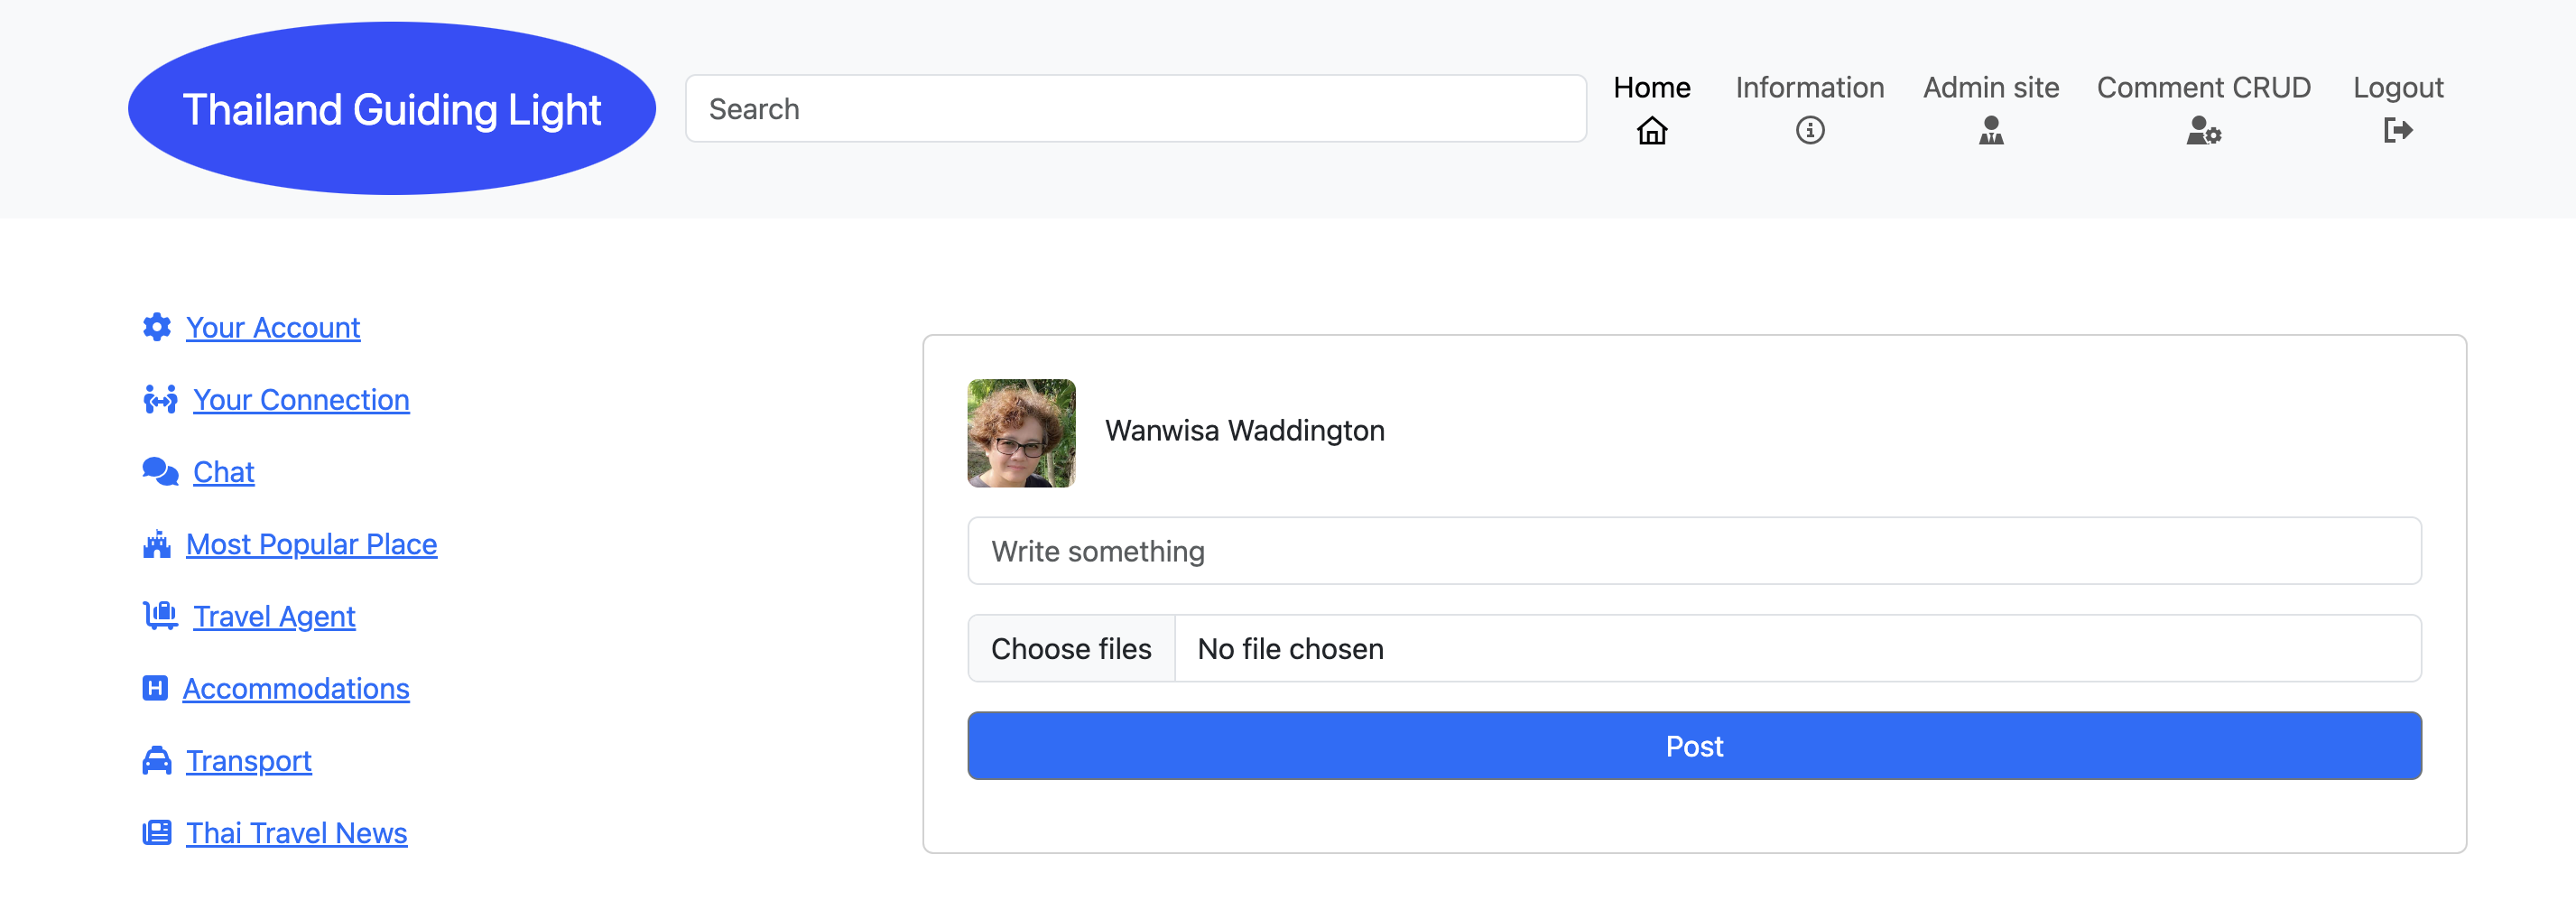 Thailand Guiding Light
Search
Home
Information
Admin site
Comment CRUD
Logout
Your Account
Your Connection
Chat
Most Popular Place
Travel Agent
Accommodations
Transport
Thai Travel News
Wanwisa Waddington
Write something
Choose files No file chosen
Post